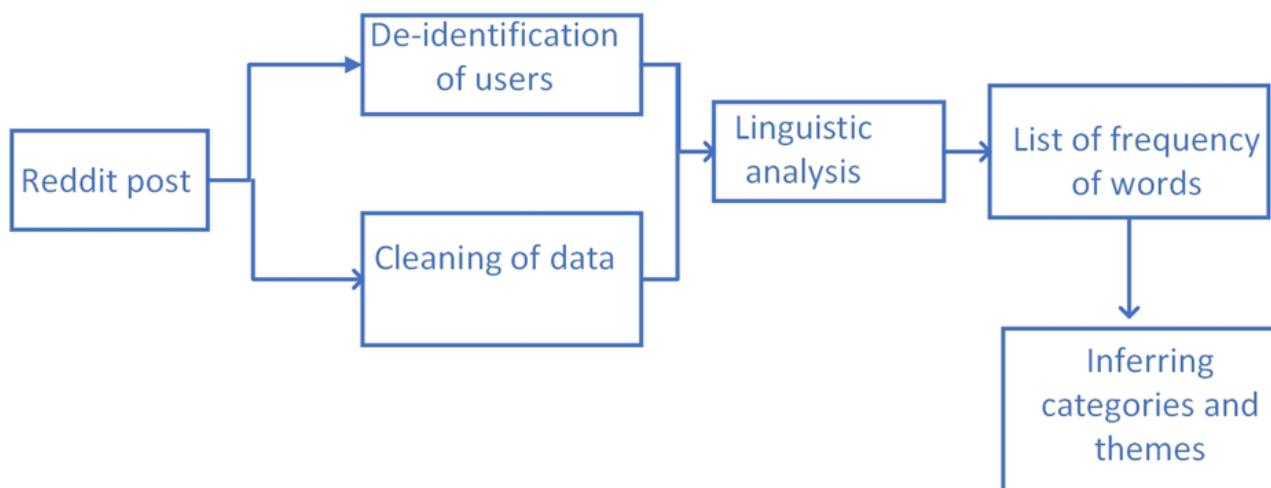 Reddit post
De-identification
of users
Cleaning of data
Linguistic
analysis
List of frequency
of words
Inferring
categories and
themes